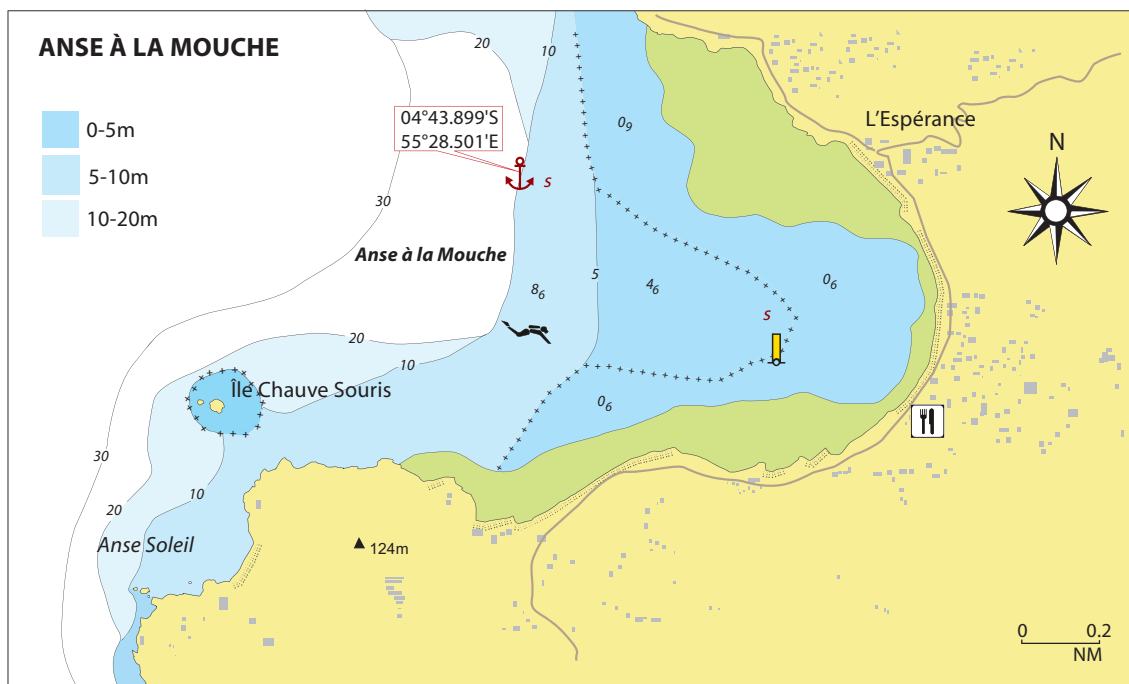 ANSE À LA MOUCHE
0-5m
5-10m
10-20m
20
10
04°43.899'S
55°28.501'E
s
0₉
L'Espérance
N
30
Anse à la Mouche
8₆
5
4₆
0₆
s
20
10
Île Chauve Souris
0₆
30
20
10
Anse Soleil
124m
0 0.2
NM